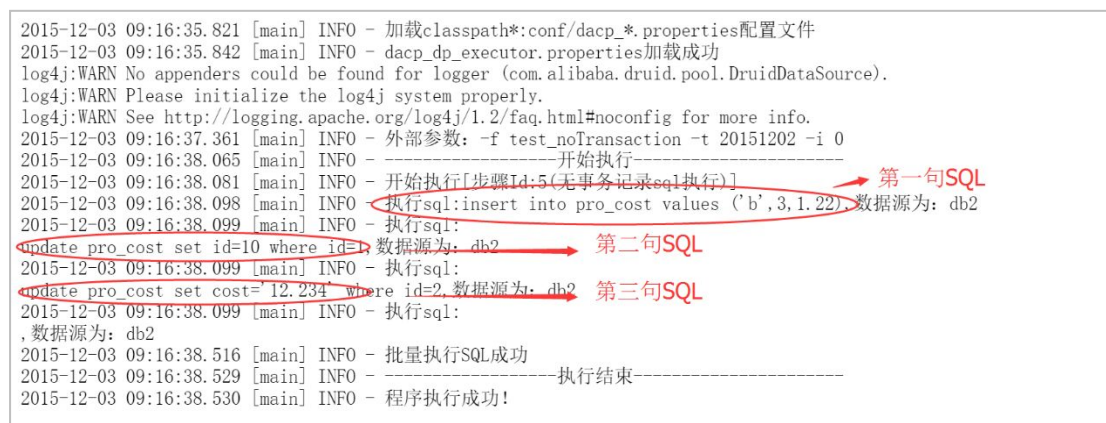 2015-12-03 09:16:35.821 [main] INFO - 加载classpath*:conf/dacp_*.properties配置文件
2015-12-03 09:16:35.842 [main] INFO - dacp_dp_executor.properties加载成功
log4j:WARN No appenders could be found for logger (com.alibaba.druid.pool.DruidDataSource).
log4j:WARN Please initialize the log4j system properly.
log4j:WARN See http://logging.apache.org/log4j/1.2/faq.html#noconfig for more info.
2015-12-03 09:16:37.361 [main] INFO - 外部参数: -f test_noTransaction -t 20151202 -i 0
2015-12-03 09:16:38.065 [main] INFO - ------------------开始执行----------------------
2015-12-03 09:16:38.081 [main] INFO - 开始执行[步骤Id:5(无事务记录sql执行)]
第一句SQL
2015-12-03 09:16:38.098 [main] INFO - 执行sql:insert into pro_cost values ('b',3,1.22),数据源为: db2
2015-12-03 09:16:38.099 [main] INFO - 执行sql:
update pro_cost set id=10 where id=1,数据源为: db2
第二句SQL
2015-12-03 09:16:38.099 [main] INFO - 执行sql:
update pro_cost set cost='12.234' where id=2,数据源为: db2
第三句SQL
2015-12-03 09:16:38.099 [main] INFO - 执行sql:
,数据源为: db2
2015-12-03 09:16:38.516 [main] INFO - 批量执行SQL成功
2015-12-03 09:16:38.529 [main] INFO - ------------------执行结束----------------------
2015-12-03 09:16:38.530 [main] INFO - 程序执行成功!